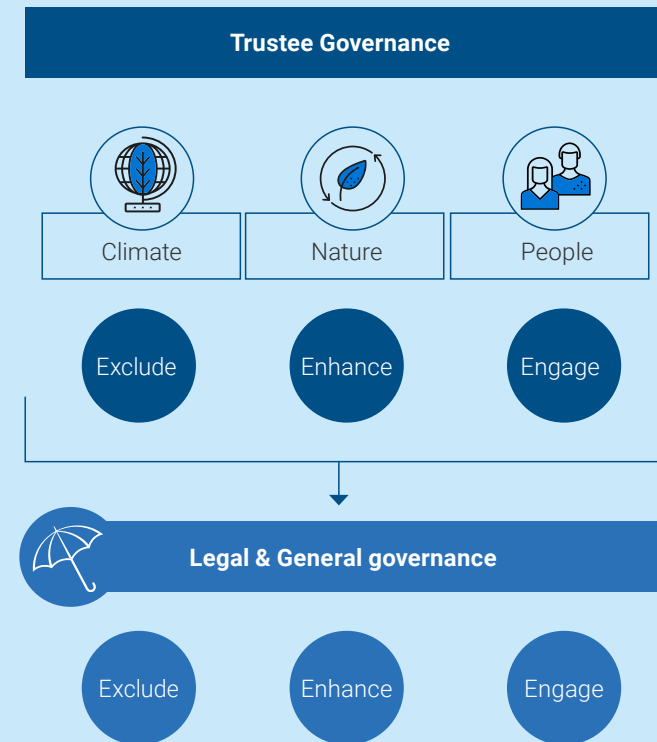 Trustee Governance
Climate
Nature
People
Exclude
Enhance
Engage
Legal & General governance
Exclude
Enhance
Engage